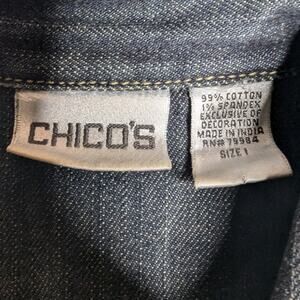 CHICO'S
99% COTTON
1% SPANDEX
EXCLUSIVE OF
DECORATION
MADE IN INDIA
RN# 79984
SIZE 1